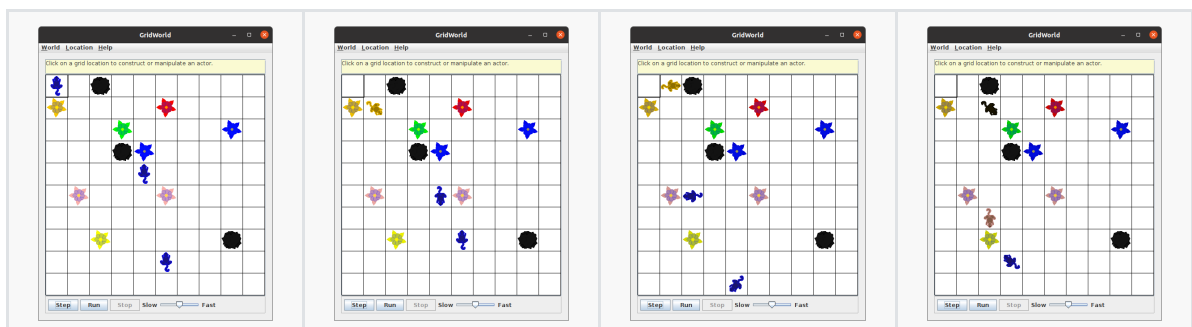 GridWorld
World Location Help
Click on a grid location to construct or manipulate an actor.
Step Run Stop Slow Fast
GridWorld
World Location Help
Click on a grid location to construct or manipulate an actor.
Step Run Stop Slow Fast
GridWorld
World Location Help
Click on a grid location to construct or manipulate an actor.
Step Run Stop Slow Fast
GridWorld
World Location Help
Click on a grid location to construct or manipulate an actor.
Step Run Stop Slow Fast